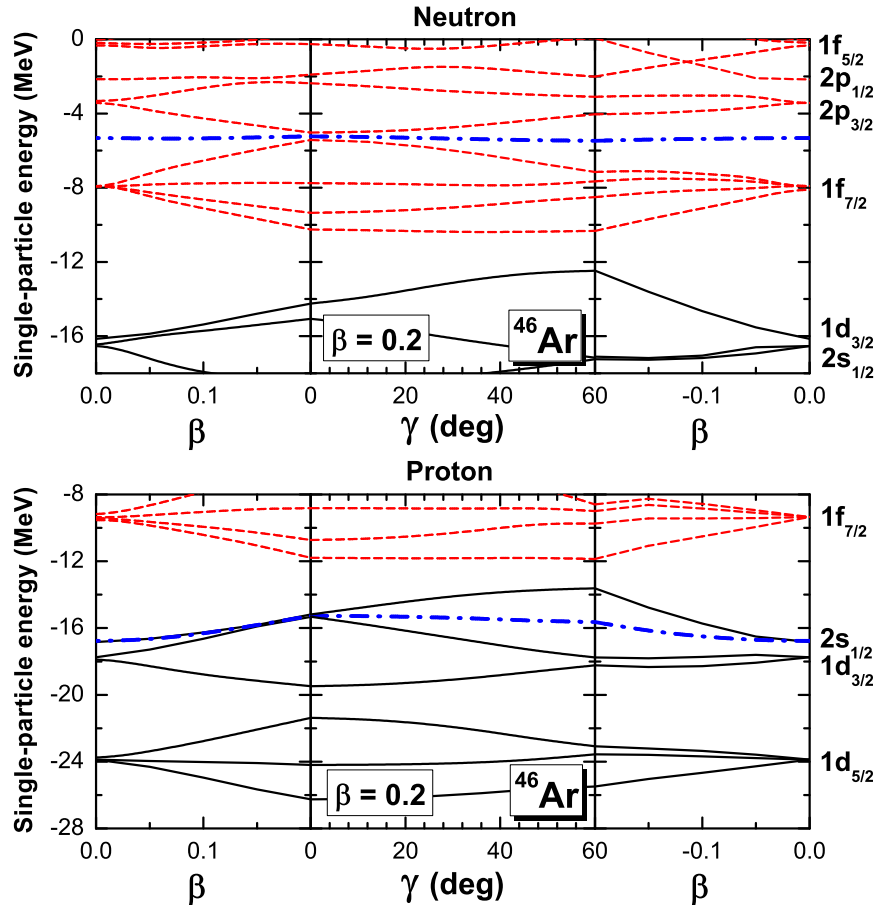 Neutron
Single-particle energy (MeV)
0
-4
-8
-12
-16
1f5/2
2p1/2
2p3/2
1f7/2
1d3/2
2s1/2
β = 0.2
46Ar
0.0 0.1 0 20 40 60 -0.1 0.0
β γ (deg) β
Proton
Single-particle energy (MeV)
-8
-12
-16
-20
-24
-28
1f7/2
2s1/2
1d3/2
1d5/2
β = 0.2
46Ar
0.0 0.1 0 20 40 60 -0.1 0.0
β γ (deg) β